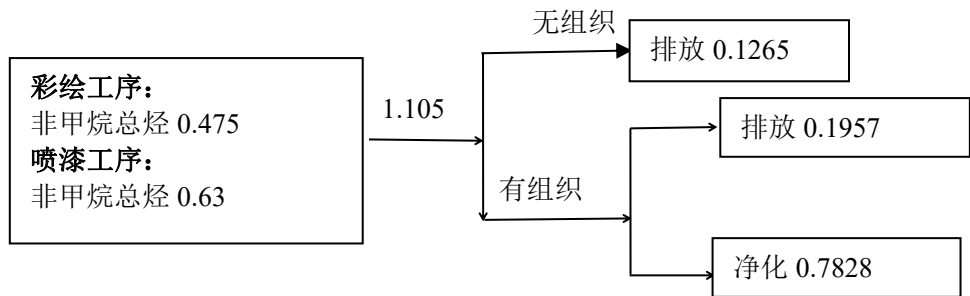 彩绘工序：
非甲烷总烃 0.475
喷漆工序：
非甲烷总烃 0.63
1.105
无组织
排放 0.1265
有组织
排放 0.1957
净化 0.7828